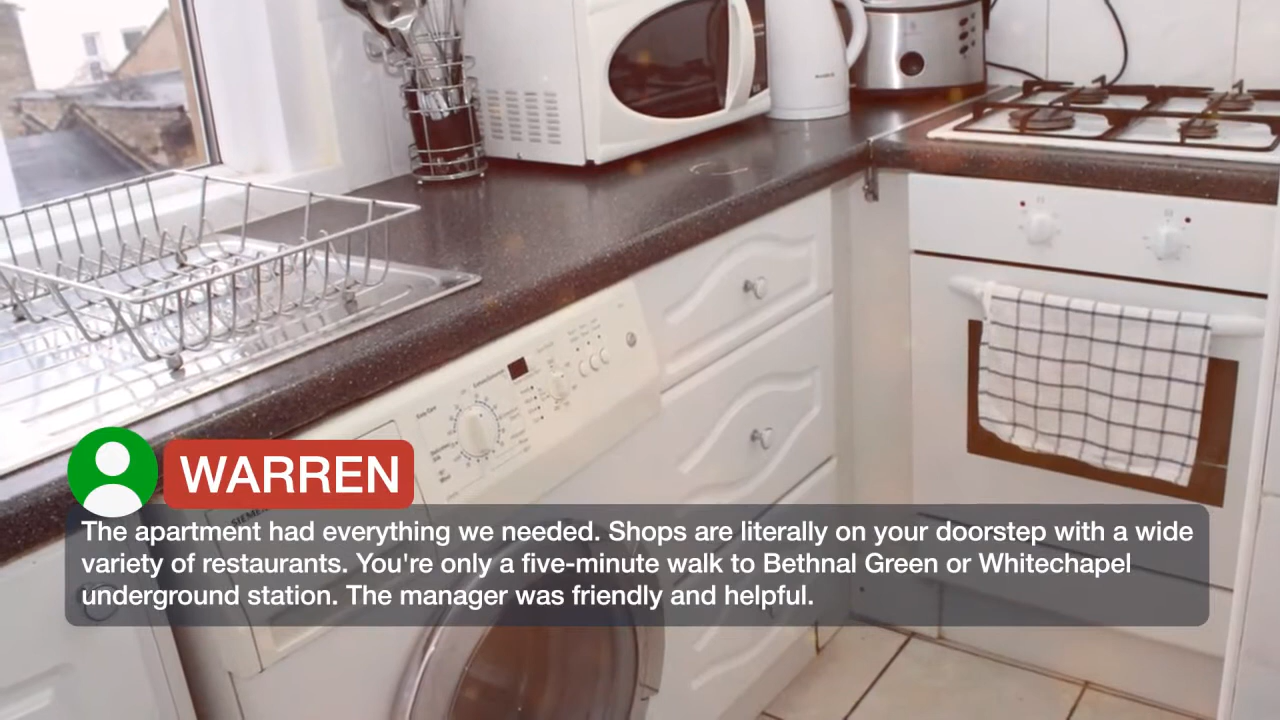 WARREN
The apartment had everything we needed. Shops are literally on your doorstep with a wide
variety of restaurants. You're only a five-minute walk to Bethnal Green or Whitechapel
underground station. The manager was friendly and helpful.
SIEMENS